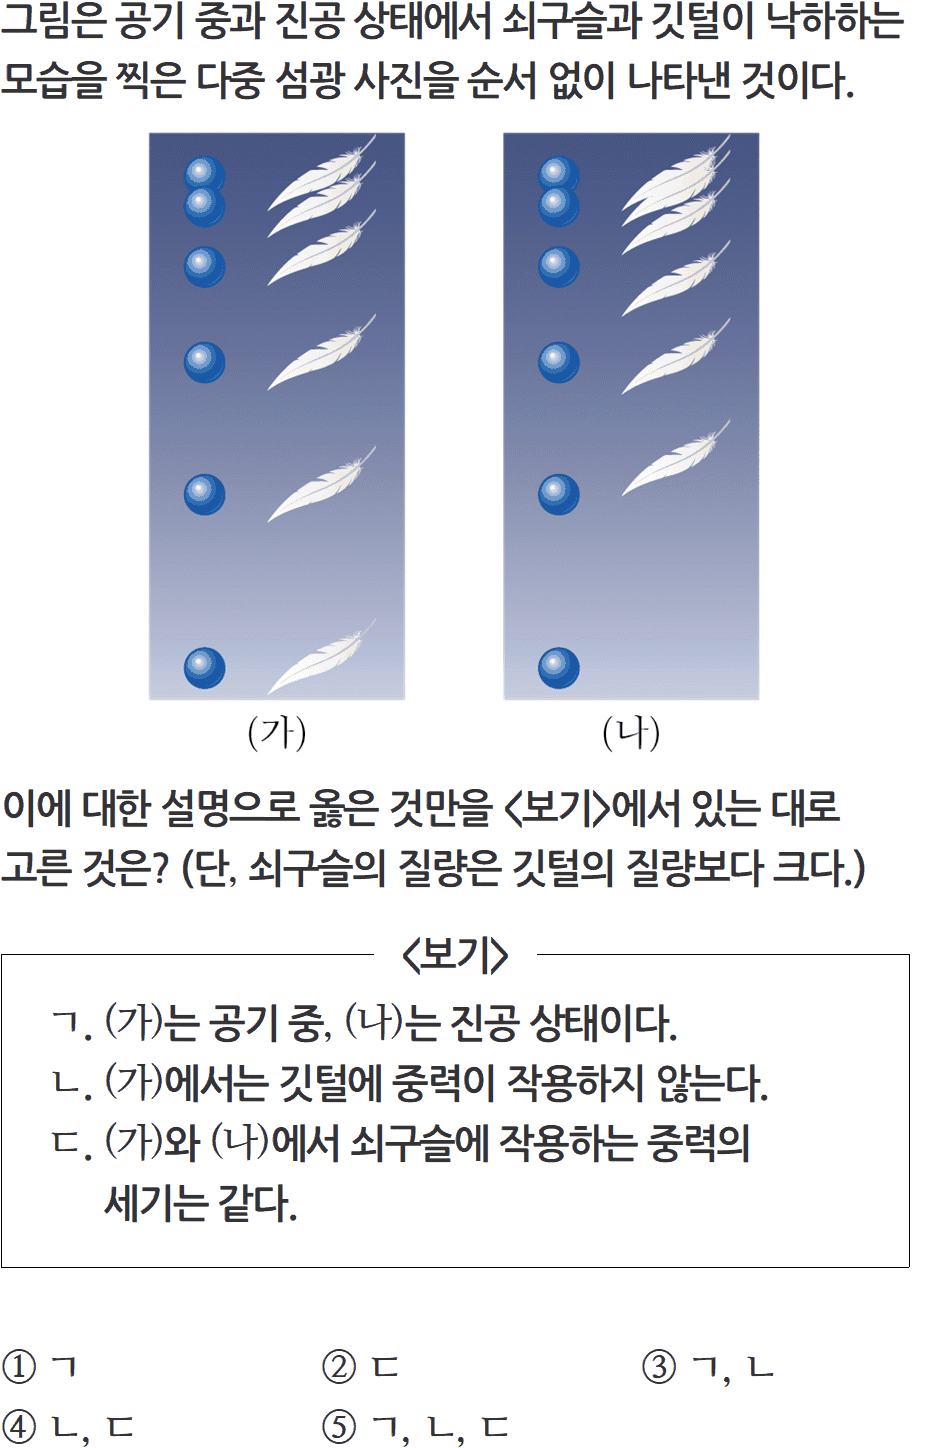 그림은 공기 중과 진공 상태에서 쇠구슬과 깃털이 낙하하는
모습을 찍은 다중 섬광 사진을 순서 없이 나타낸 것이다.
(가) (나)
이에 대한 설명으로 옳은 것만을 <보기>에서 있는 대로
고른 것은? (단, 쇠구슬의 질량은 깃털의 질량보다 크다.)
<보기>
ㄱ. (가)는 공기 중, (나)는 진공 상태이다.
ㄴ. (가)에서는 깃털에 중력이 작용하지 않는다.
ㄷ. (가)와 (나)에서 쇠구슬에 작용하는 중력의
세기는 같다.
① ㄱ ② ㄷ ③ ㄱ, ㄴ
④ ㄴ, ㄷ ⑤ ㄱ, ㄴ, ㄷ